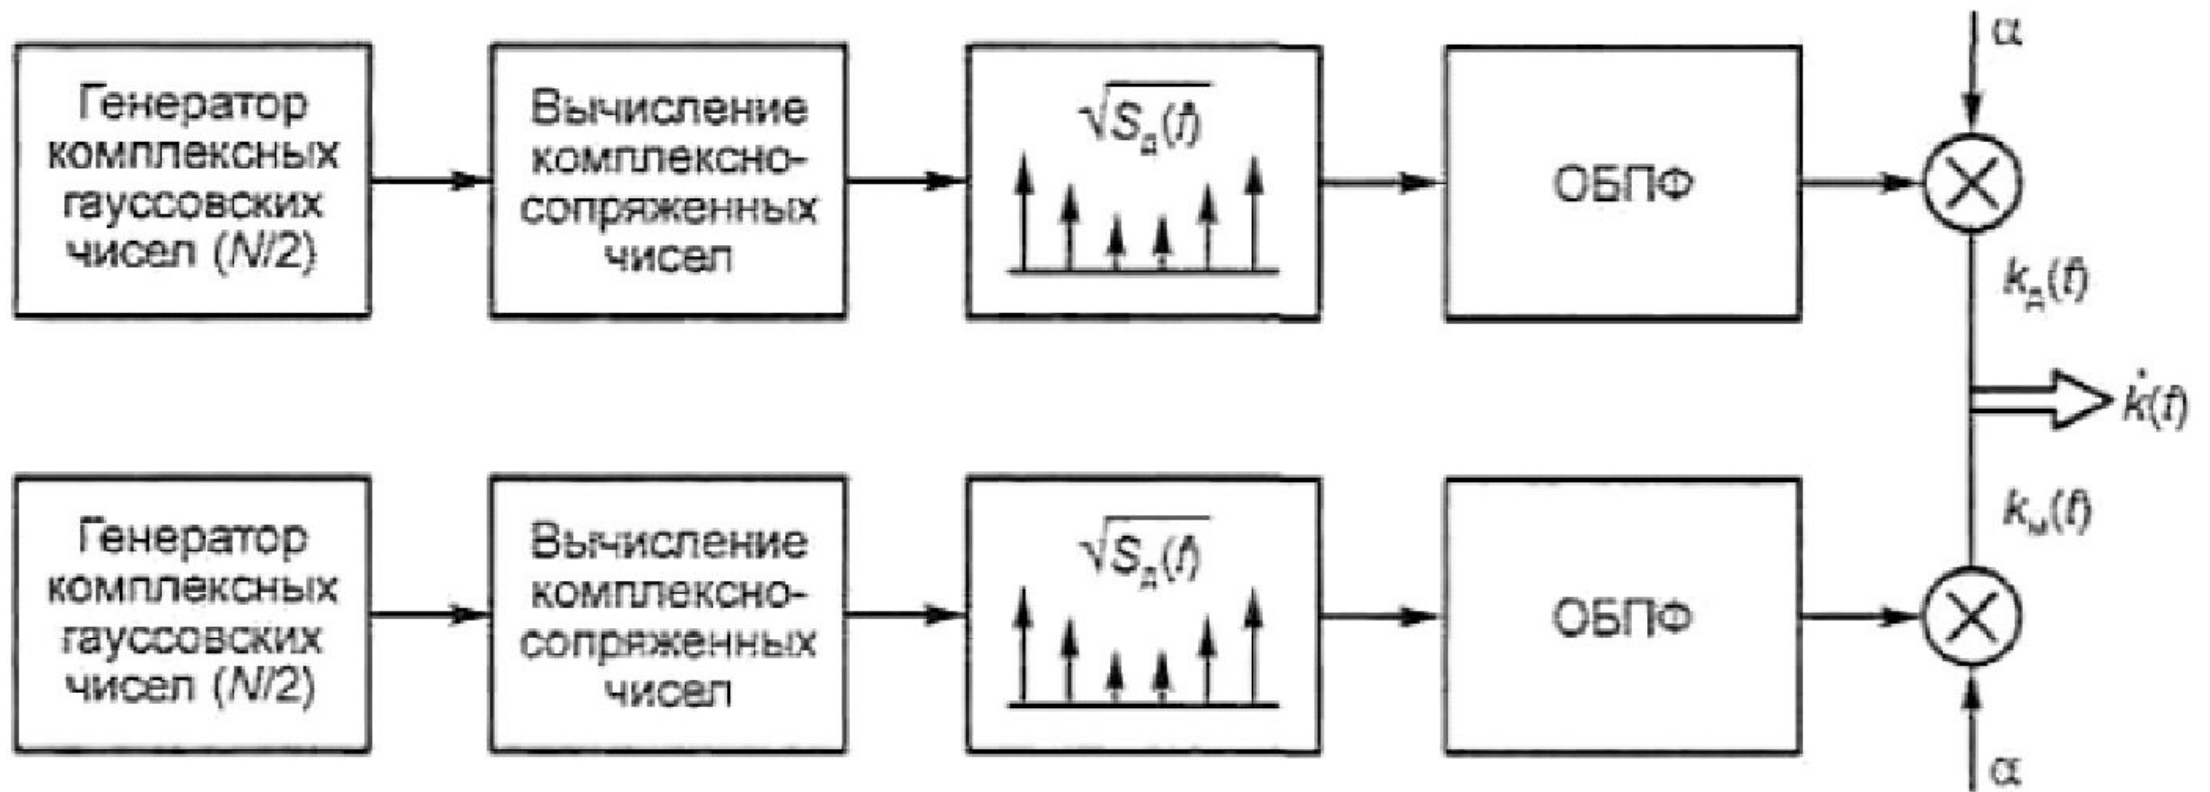 Генератор
комплексных
гауссовских
чисел (N/2)
Вычисление
комплексно-
сопряженных
чисел
√Sд(f)
ОБПФ
α
kд(t)
k̇(t)
Генератор
комплексных
гауссовских
чисел (N/2)
Вычисление
комплексно-
сопряженных
чисел
√Sд(f)
ОБПФ
kм(t)
α